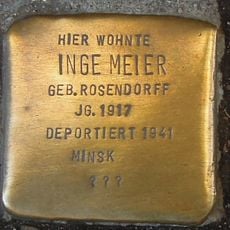 HIER WOHNTE
INGE MEIER
GEB. ROSENDORFF
JG. 1917
DEPORTIERT 1941
MINSK
???